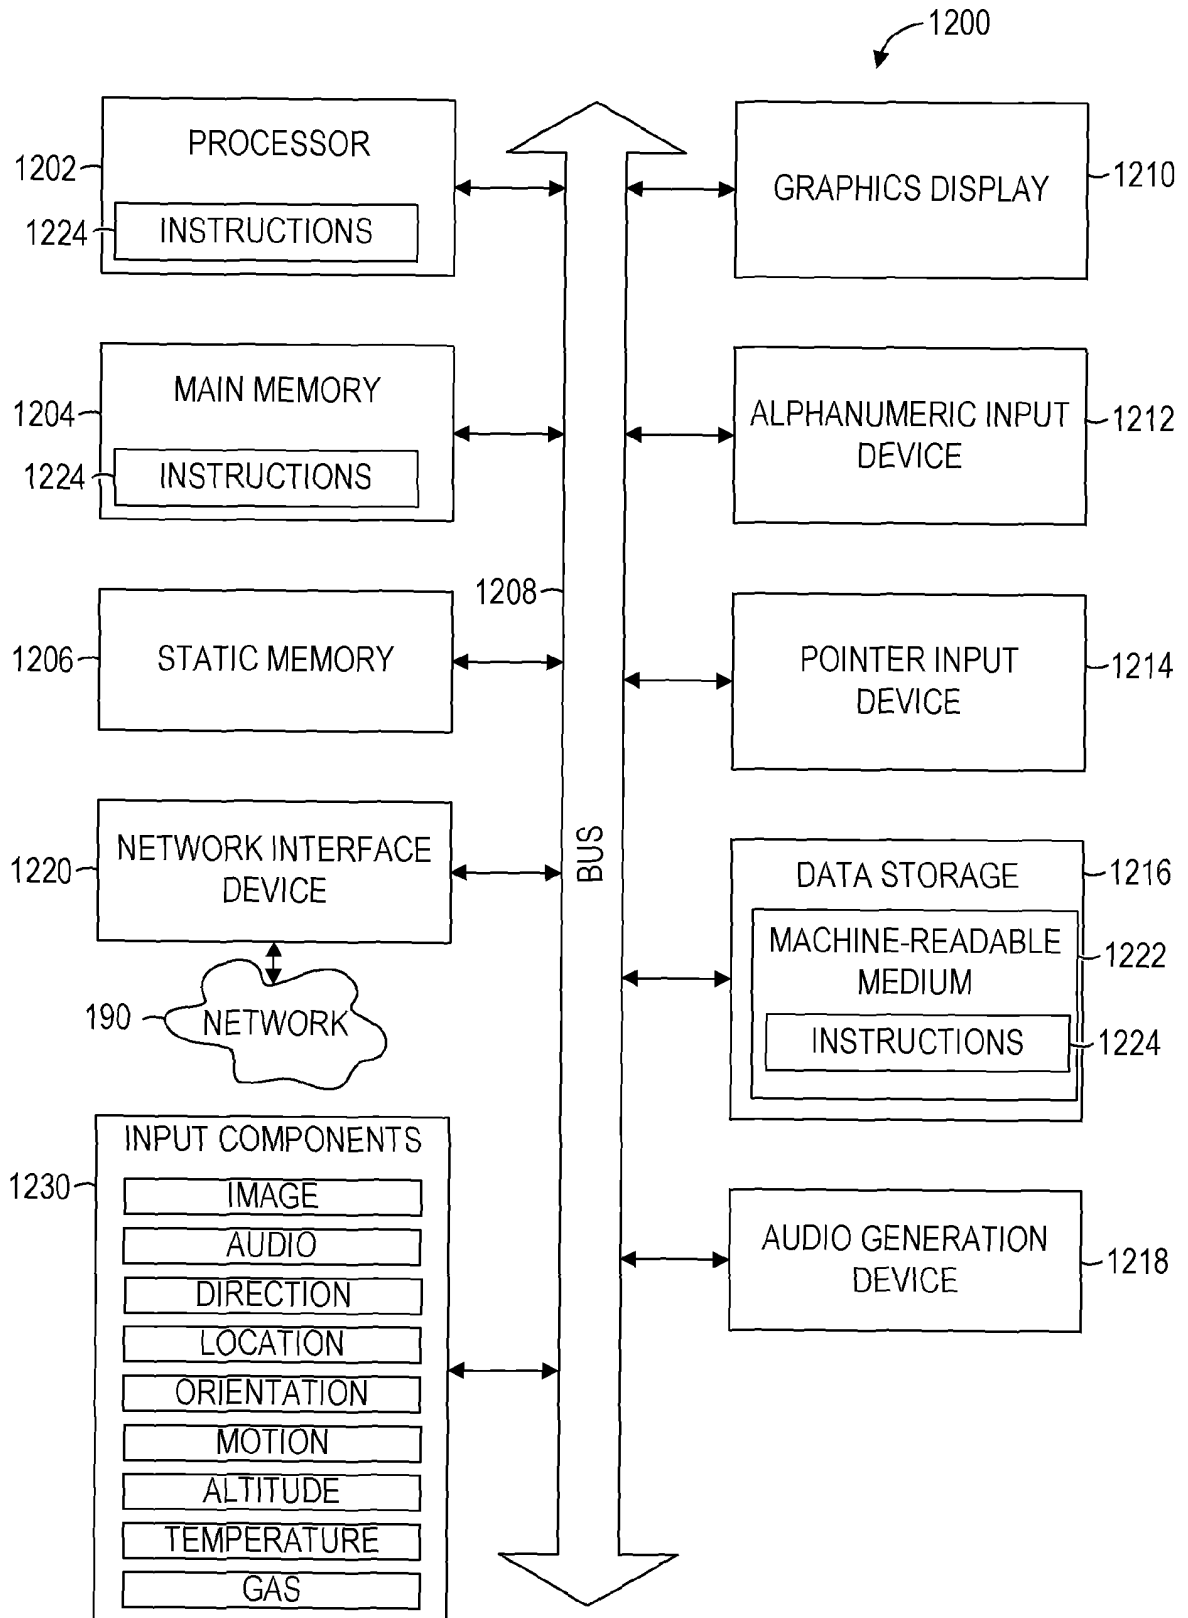 1200
PROCESSOR
1202
1224
INSTRUCTIONS
MAIN MEMORY
1204
1224
INSTRUCTIONS
1206
STATIC MEMORY
1208
BUS
1220
NETWORK INTERFACE
DEVICE
190
NETWORK
INPUT COMPONENTS
1230
IMAGE
AUDIO
DIRECTION
LOCATION
ORIENTATION
MOTION
ALTITUDE
TEMPERATURE
GAS
GRAPHICS DISPLAY
1210
ALPHANUMERIC INPUT
DEVICE
1212
POINTER INPUT
DEVICE
1214
DATA STORAGE
1216
MACHINE-READABLE
MEDIUM
1222
INSTRUCTIONS
1224
AUDIO GENERATION
DEVICE
1218